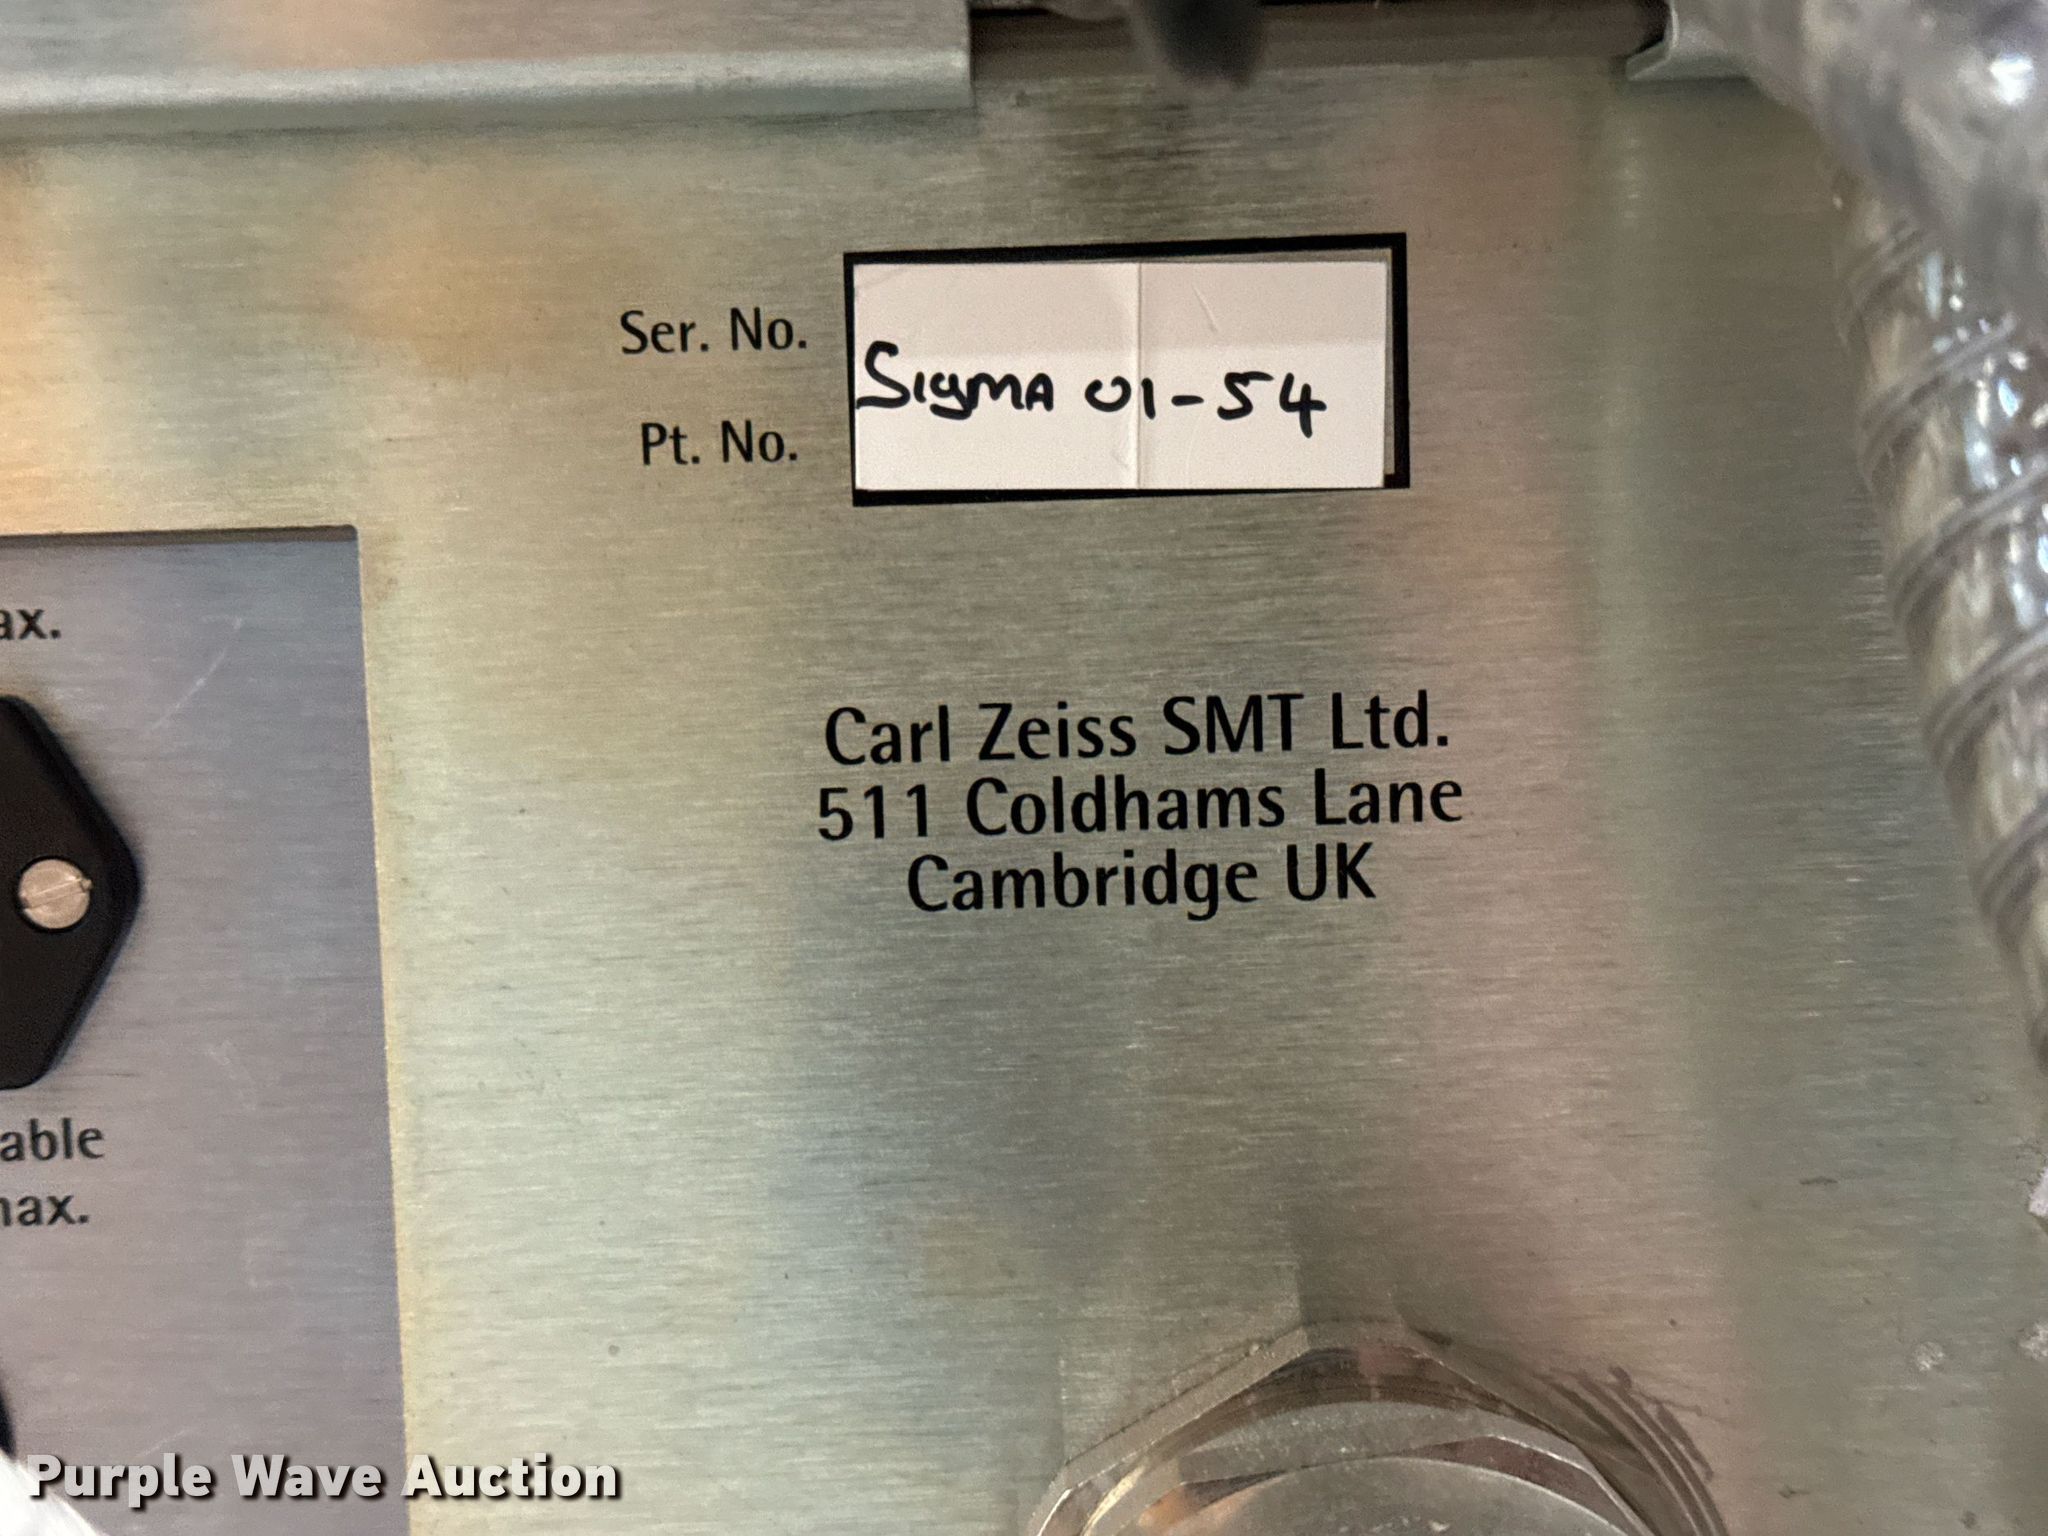 Ser. No.
Sigma 01-54
Pt. No.
ax.
Carl Zeiss SMT Ltd.
511 Coldhams Lane
Cambridge UK
able
ax.
Purple Wave Auction